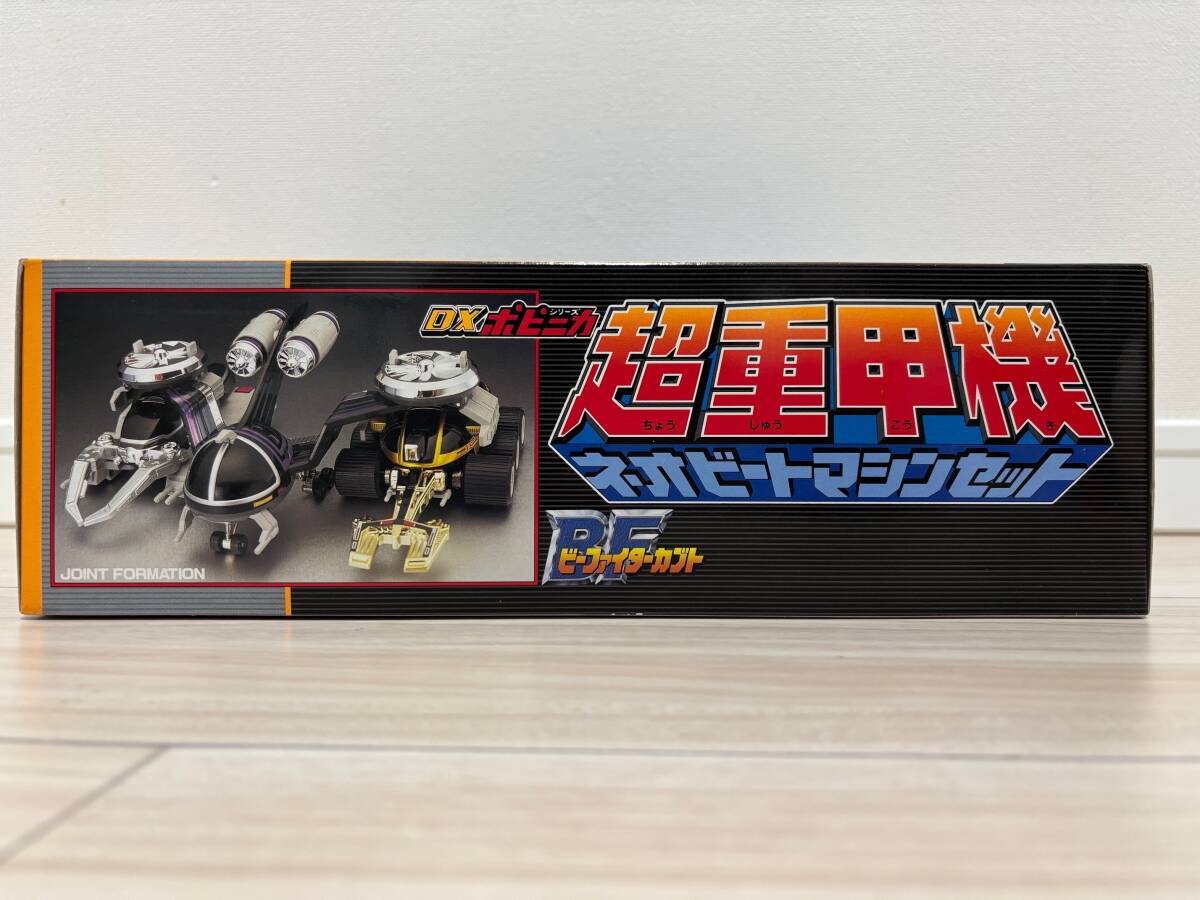 DXポピニカシリーズ
超重甲機
ちょうじゅうこうき
ネオビートマシンセット
BF
ビーファイターカブト
JOINT FORMATION